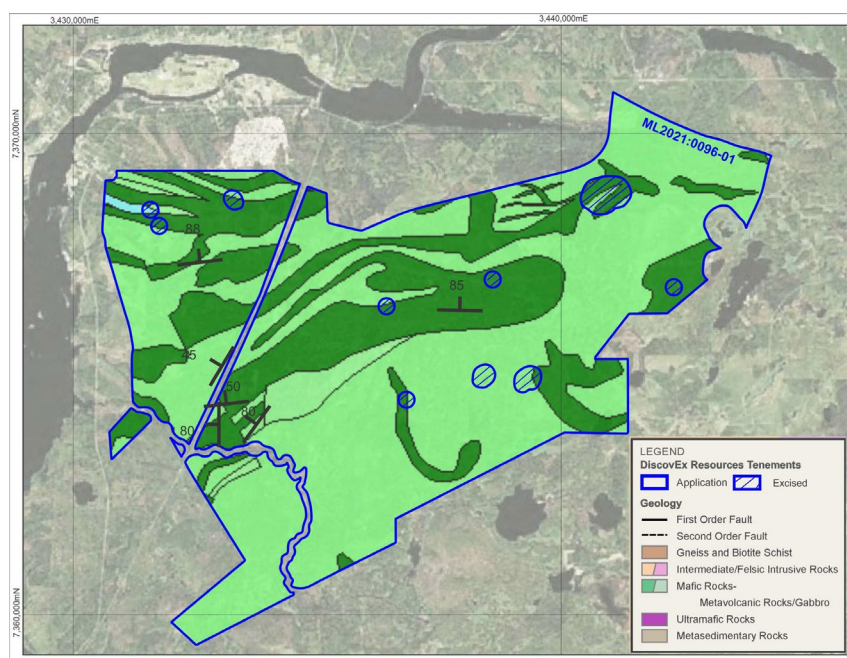 3,430,000mE
3,440,000mE
7,370,000mN
ML2021:0096-01
88
85
45
50
80
80
7,360,000mN
LEGEND
DiscovEx Resources Tenements
Application
Excised
Geology
First Order Fault
Second Order Fault
Gneiss and Biotite Schist
Intermediate/Felsic Intrusive Rocks
Mafic Rocks-
Metavolcanic Rocks/Gabbro
Ultramafic Rocks
Metasedimentary Rocks